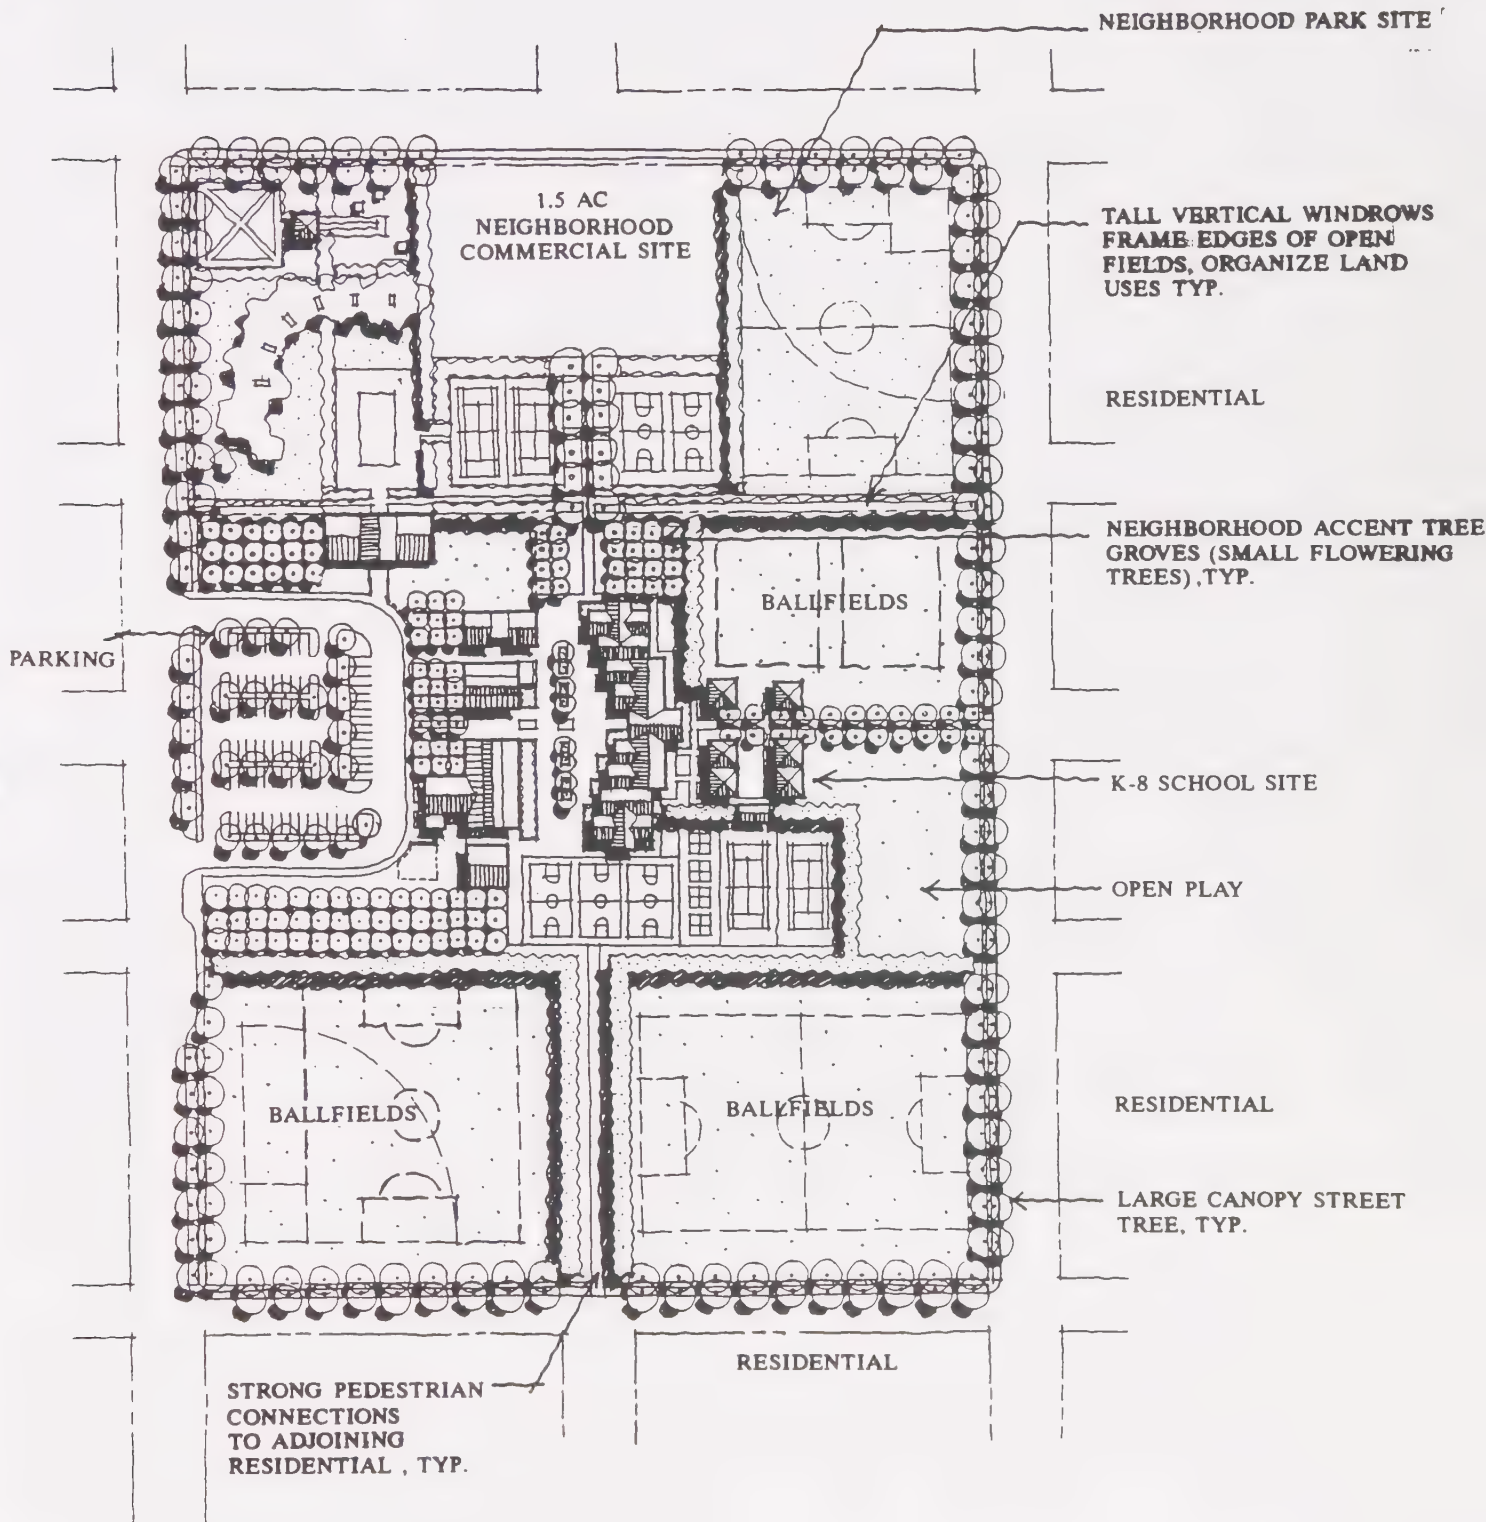 NEIGHBORHOOD PARK SITE
1.5 AC
NEIGHBORHOOD
COMMERCIAL SITE
TALL VERTICAL WINDROWS
FRAME EDGES OF OPEN
FIELDS, ORGANIZE LAND
USES TYP.
RESIDENTIAL
NEIGHBORHOOD ACCENT TREE
GROVES (SMALL FLOWERING
TREES), TYP.
BALLFIELDS
PARKING
K-8 SCHOOL SITE
OPEN PLAY
BALLFIELDS
BALLFIELDS
RESIDENTIAL
LARGE CANOPY STREET
TREE, TYP.
RESIDENTIAL
STRONG PEDESTRIAN
CONNECTIONS
TO ADJOINING
RESIDENTIAL , TYP.